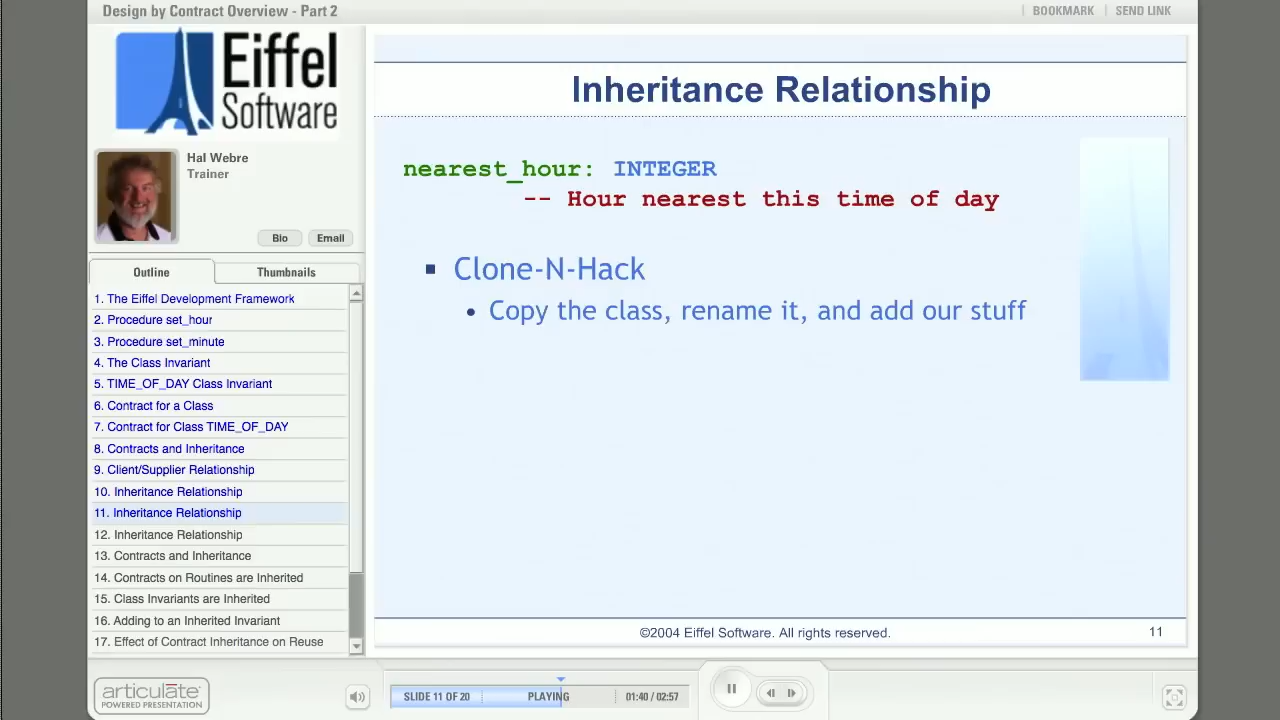 Design by Contract Overview - Part 2
BOOKMARK
SEND LINK
Eiffel
Software
Hal Webre
Trainer
Bio
Email
Outline
Thumbnails
1. The Eiffel Development Framework
2. Procedure set_hour
3. Procedure set_minute
4. The Class Invariant
5. TIME_OF_DAY Class Invariant
6. Contract for a Class
7. Contract for Class TIME_OF_DAY
8. Contracts and Inheritance
9. Client/Supplier Relationship
10. Inheritance Relationship
11. Inheritance Relationship
12. Inheritance Relationship
13. Contracts and Inheritance
14. Contracts on Routines are Inherited
15. Class Invariants are Inherited
16. Adding to an Inherited Invariant
17. Effect of Contract Inheritance on Reuse
Inheritance Relationship
nearest_hour: INTEGER
-- Hour nearest this time of day
Clone-N-Hack
Copy the class, rename it, and add our stuff
©2004 Eiffel Software. All rights reserved.
11
articulate
POWERED PRESENTATION
SLIDE 11 OF 20
PLAYING
01:40 / 02:57